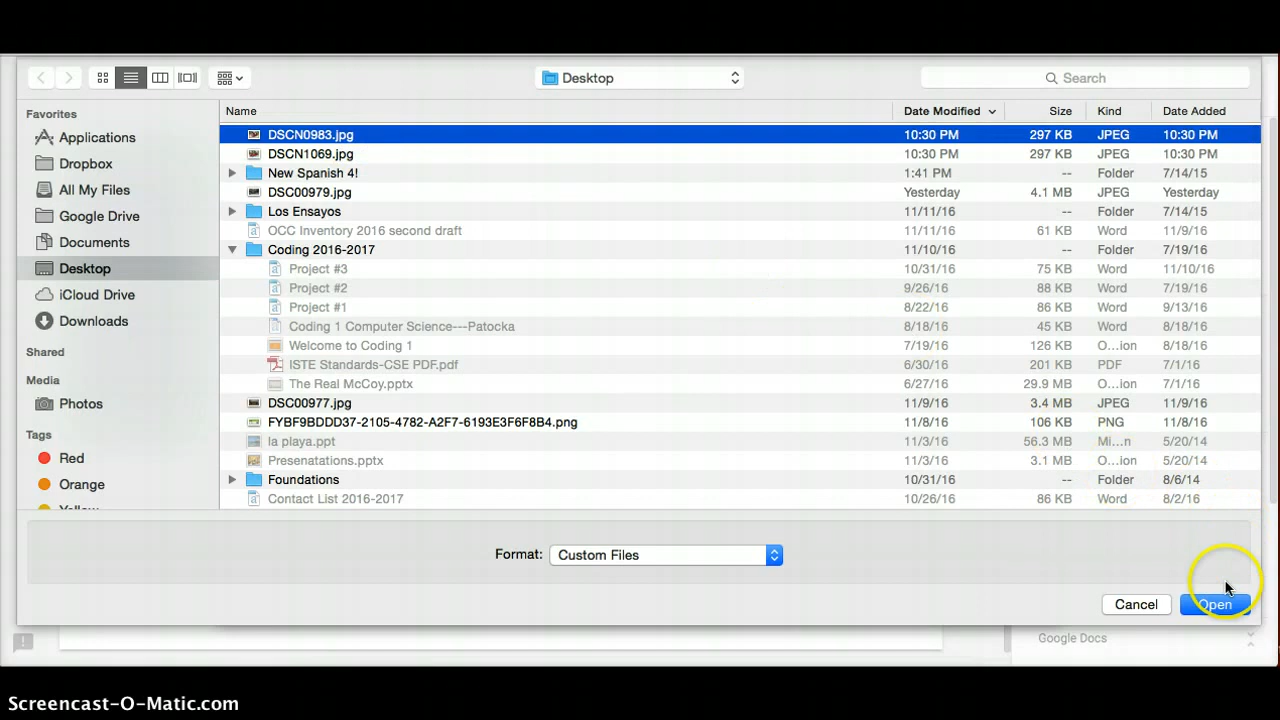 Desktop
Search
Favorites
Applications
Dropbox
All My Files
Google Drive
Documents
Desktop
iCloud Drive
Downloads
Shared
Media
Photos
Tags
Red
Orange
Yellow
Name Date Modified Size Kind Date Added
DSCN0983.jpg 10:30 PM 297 KB JPEG 10:30 PM
DSCN1069.jpg 10:30 PM 297 KB JPEG 10:30 PM
New Spanish 4! 1:41 PM -- Folder 7/14/15
DSC00979.jpg Yesterday 4.1 MB JPEG Yesterday
Los Ensayos 11/11/16 -- Folder 7/14/15
OCC Inventory 2016 second draft 11/11/16 61 KB Word 11/9/16
Coding 2016-2017 11/10/16 -- Folder 7/19/16
Project #3 10/31/16 75 KB Word 11/10/16
Project #2 9/26/16 88 KB Word 7/19/16
Project #1 8/22/16 86 KB Word 9/13/16
Coding 1 Computer Science---Patocka 8/18/16 45 KB Word 8/18/16
Welcome to Coding 1 7/19/16 126 KB O...ion 8/18/16
ISTE Standards-CSE PDF.pdf 6/30/16 201 KB PDF 7/1/16
The Real McCoy.pptx 6/27/16 29.9 MB O...ion 7/1/16
DSC00977.jpg 11/9/16 3.4 MB JPEG 11/9/16
FYBF9BDDD37-2105-4782-A2F7-6193E3F6F8B4.png 11/8/16 106 KB PNG 11/8/16
la playa.ppt 11/3/16 56.3 MB Mi...n 5/20/14
Presenatations.pptx 11/3/16 3.1 MB O...ion 5/20/14
Foundations 10/31/16 -- Folder 8/6/14
Contact List 2016-2017 10/26/16 86 KB Word 8/2/16
Format: Custom Files
Cancel Open
Google Docs
Screencast-O-Matic.com